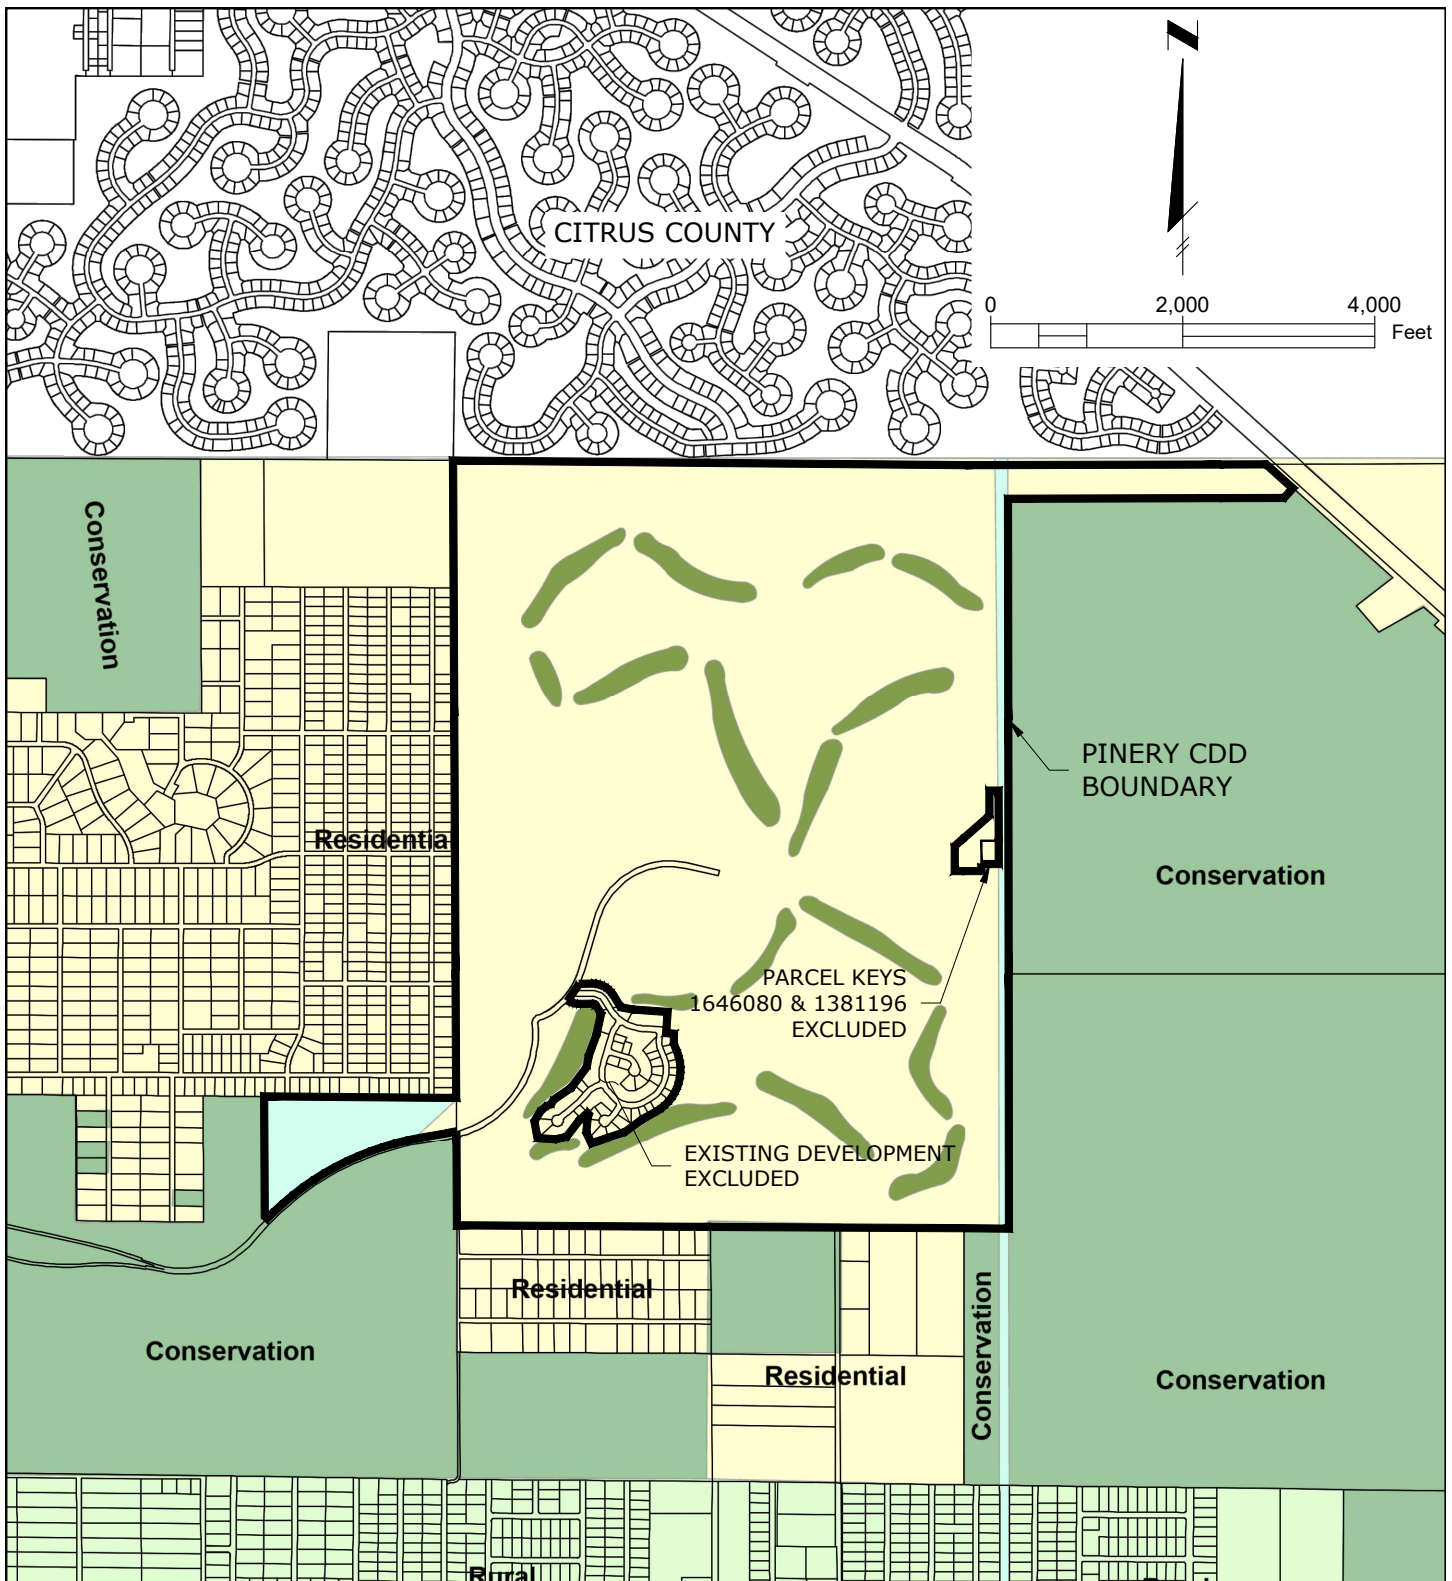 N
CITRUS COUNTY
0 2,000 4,000
Feet
Conservation
PINERY CDD
BOUNDARY
Residentia
Conservation
PARCEL KEYS
1646080 & 1381196
EXCLUDED
EXISTING DEVELOPMENT
EXCLUDED
Residential
Conservation
Conservation
Residential
Conservation
Rural